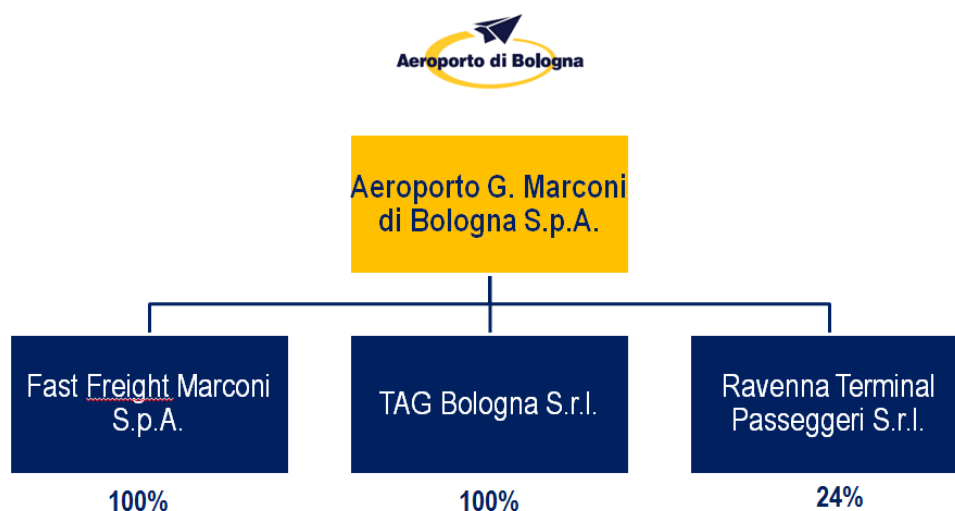 Aeroporto di Bologna
Aeroporto G. Marconi
di Bologna S.p.A.
Fast Freight Marconi
S.p.A.
TAG Bologna S.r.l.
Ravenna Terminal
Passeggeri S.r.l.
100%
100%
24%